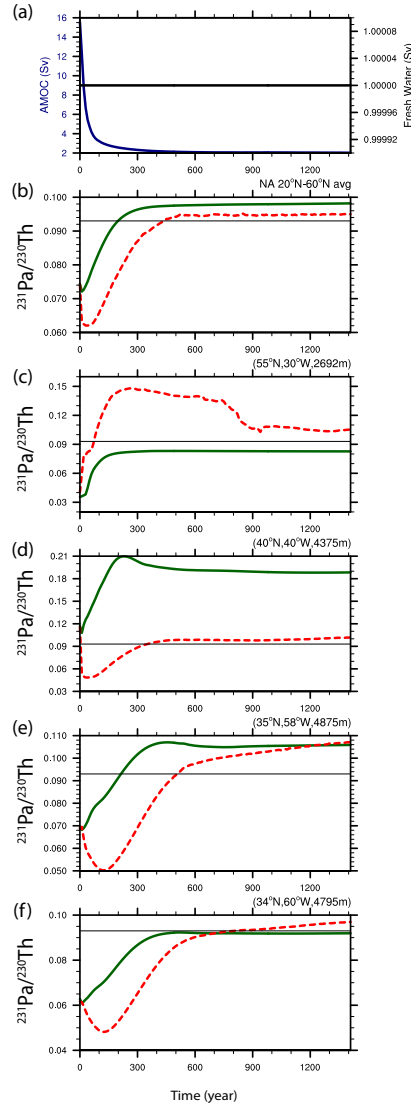 (a)
16
14
12
10
8
6
4
2
AMOC (Sv)
1.00008
1.00004
1.00000
0.99996
0.99992
Fresh Water (Sv)
0 300 600 900 1200
NA 20°N-60°N avg
(b)
0.100
0.090
0.080
0.070
0.060
231Pa/230Th
0 300 600 900 1200
(55°N,30°W,2692m)
(c)
0.15
0.12
0.09
0.06
0.03
231Pa/230Th
0 300 600 900 1200
(40°N,40°W,4375m)
(d)
0.21
0.18
0.15
0.12
0.09
0.06
0.03
231Pa/230Th
0 300 600 900 1200
(35°N,58°W,4875m)
(e)
0.110
0.100
0.090
0.080
0.070
0.060
0.050
231Pa/230Th
0 300 600 900 1200
(34°N,60°W,4795m)
(f)
0.10
0.08
0.06
0.04
231Pa/230Th
0 300 600 900 1200
Time (year)